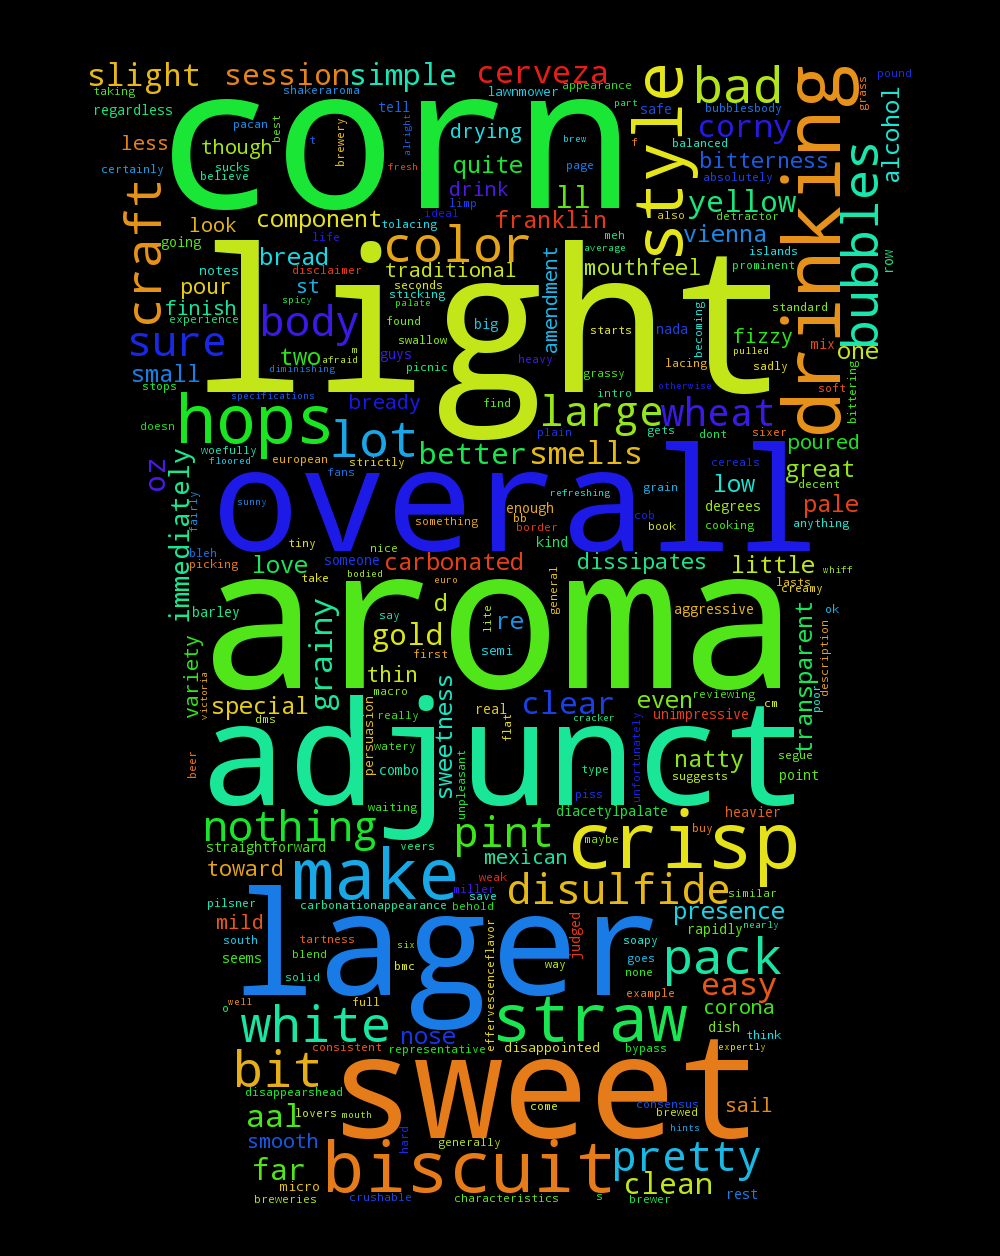 slight session simple cerveza
taking shakeraroma lawnmower appearance pound
corn style bad drinking
regardless tell part safe bubblesbody grass
pacan best alright brewery t drying brew f corny balanced alcohol
less though quite page bitterness
certainly sucks believe fresh absolutely bubbles
craft drink limp ll yellow
look component ideal tolacing franklin also detractor
going life color meh vienna
bread average islands row
notes disclaimer traditional mouthfeel prominent
pour st seconds sticking amendment
finish spicy palate standard
experience body found big starts nada becoming fizzy
sure light swallow mix one
two m afraid guys heavy lacing pulled
small diminishing picnic grassy sadly
stops specifications otherwise soft bittering
hops bready find intro large wheat
doesn lot plain gets dont sixer poured
woefully better smells
oz floored european strictly cereals great
immediately fans grain low decent
overall refreshing
fairly sunny enough degrees pale
something bb border cob book cooking anything
tiny nice kind
bleh picking love someone carbonated dissipates little whiff
take bodied euro lasts creamy
aroma general
barley grainy say d lite re aggressive transparent ok
variety gold semi description
first
thin
victoria special macro sweetness clear even reviewing poor
dms persuasion really real flat cracker unimpressive cm
adjunct
beer watery unfortunately natty segue
combo type suggests point
unpleasant piss
waiting diacetylpalate heavier
nothing pint crisp buy
straightforward veers maybe
toward make mexican
weak disulfide
pilsner miller save similar
carbonationappearance behold presence
mild lager effervescenceflavor judged rapidly nearly
south tartness six soapy
seems blend bmc way goes pack
solid none
well full example easy
o straw corona
white nose dish think
consistent representative disappointed bypass expertly
bit sweet
disappearshead
aal lovers mouth come consensus brewed sail
smooth hard generally hints
biscuit pretty
far
micro clean
breweries crushable characteristics s brewer rest